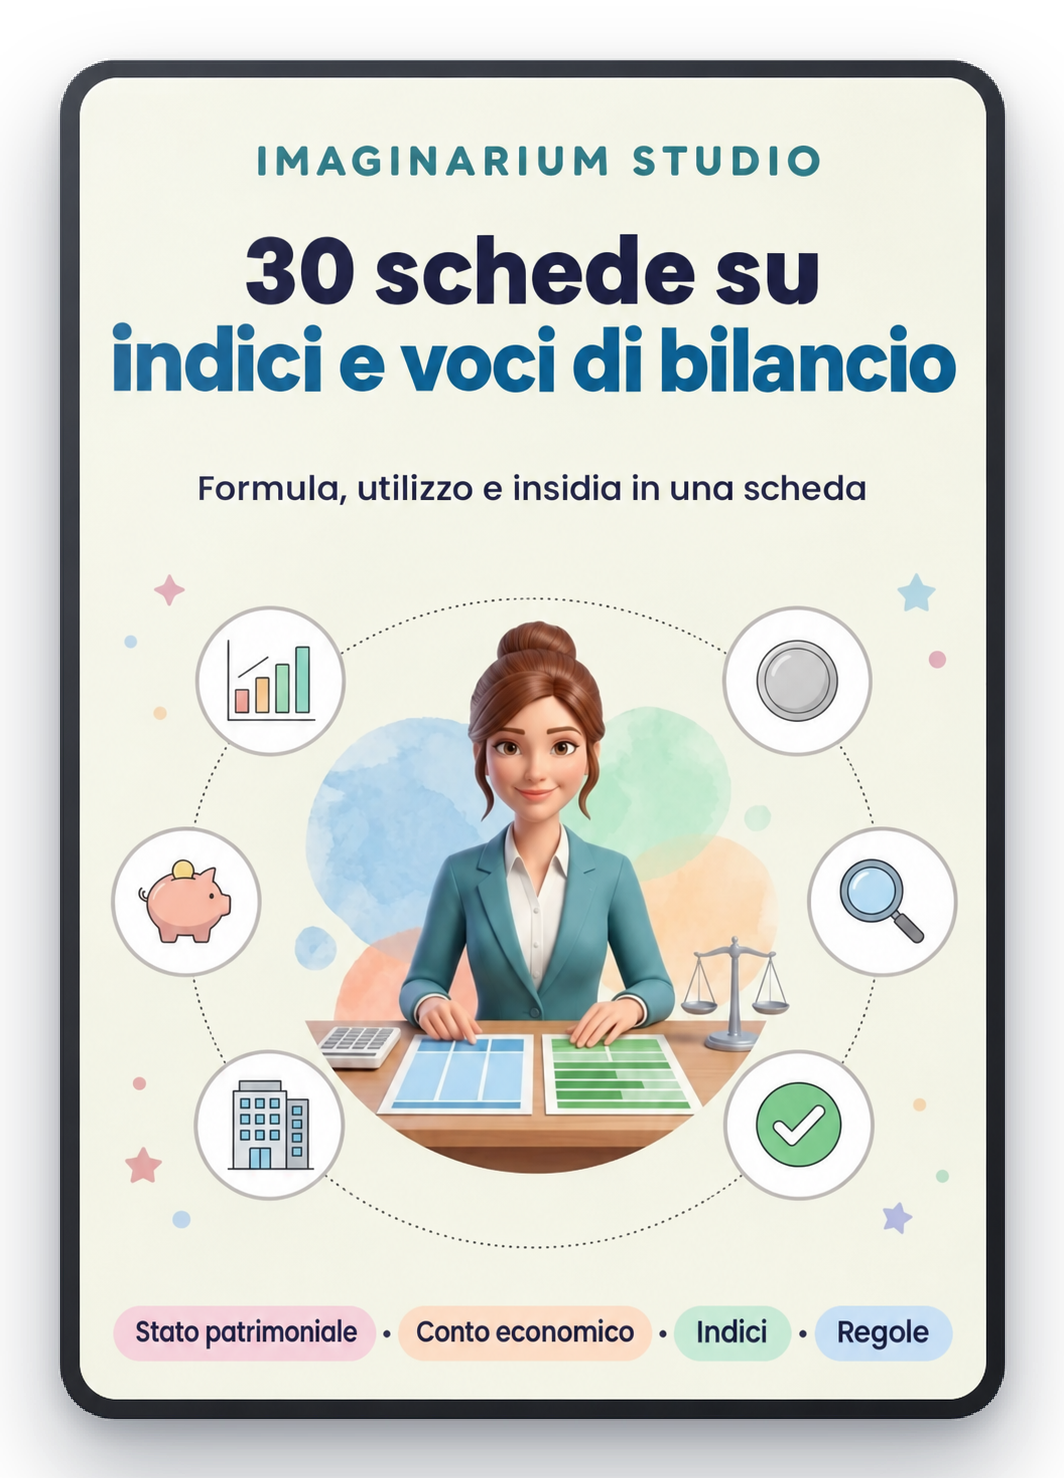 IMAGINARIUM STUDIO
30 schede su
indici e voci di bilancio
Formula, utilizzo e insidia in una scheda
Stato patrimoniale • Conto economico • Indici • Regole